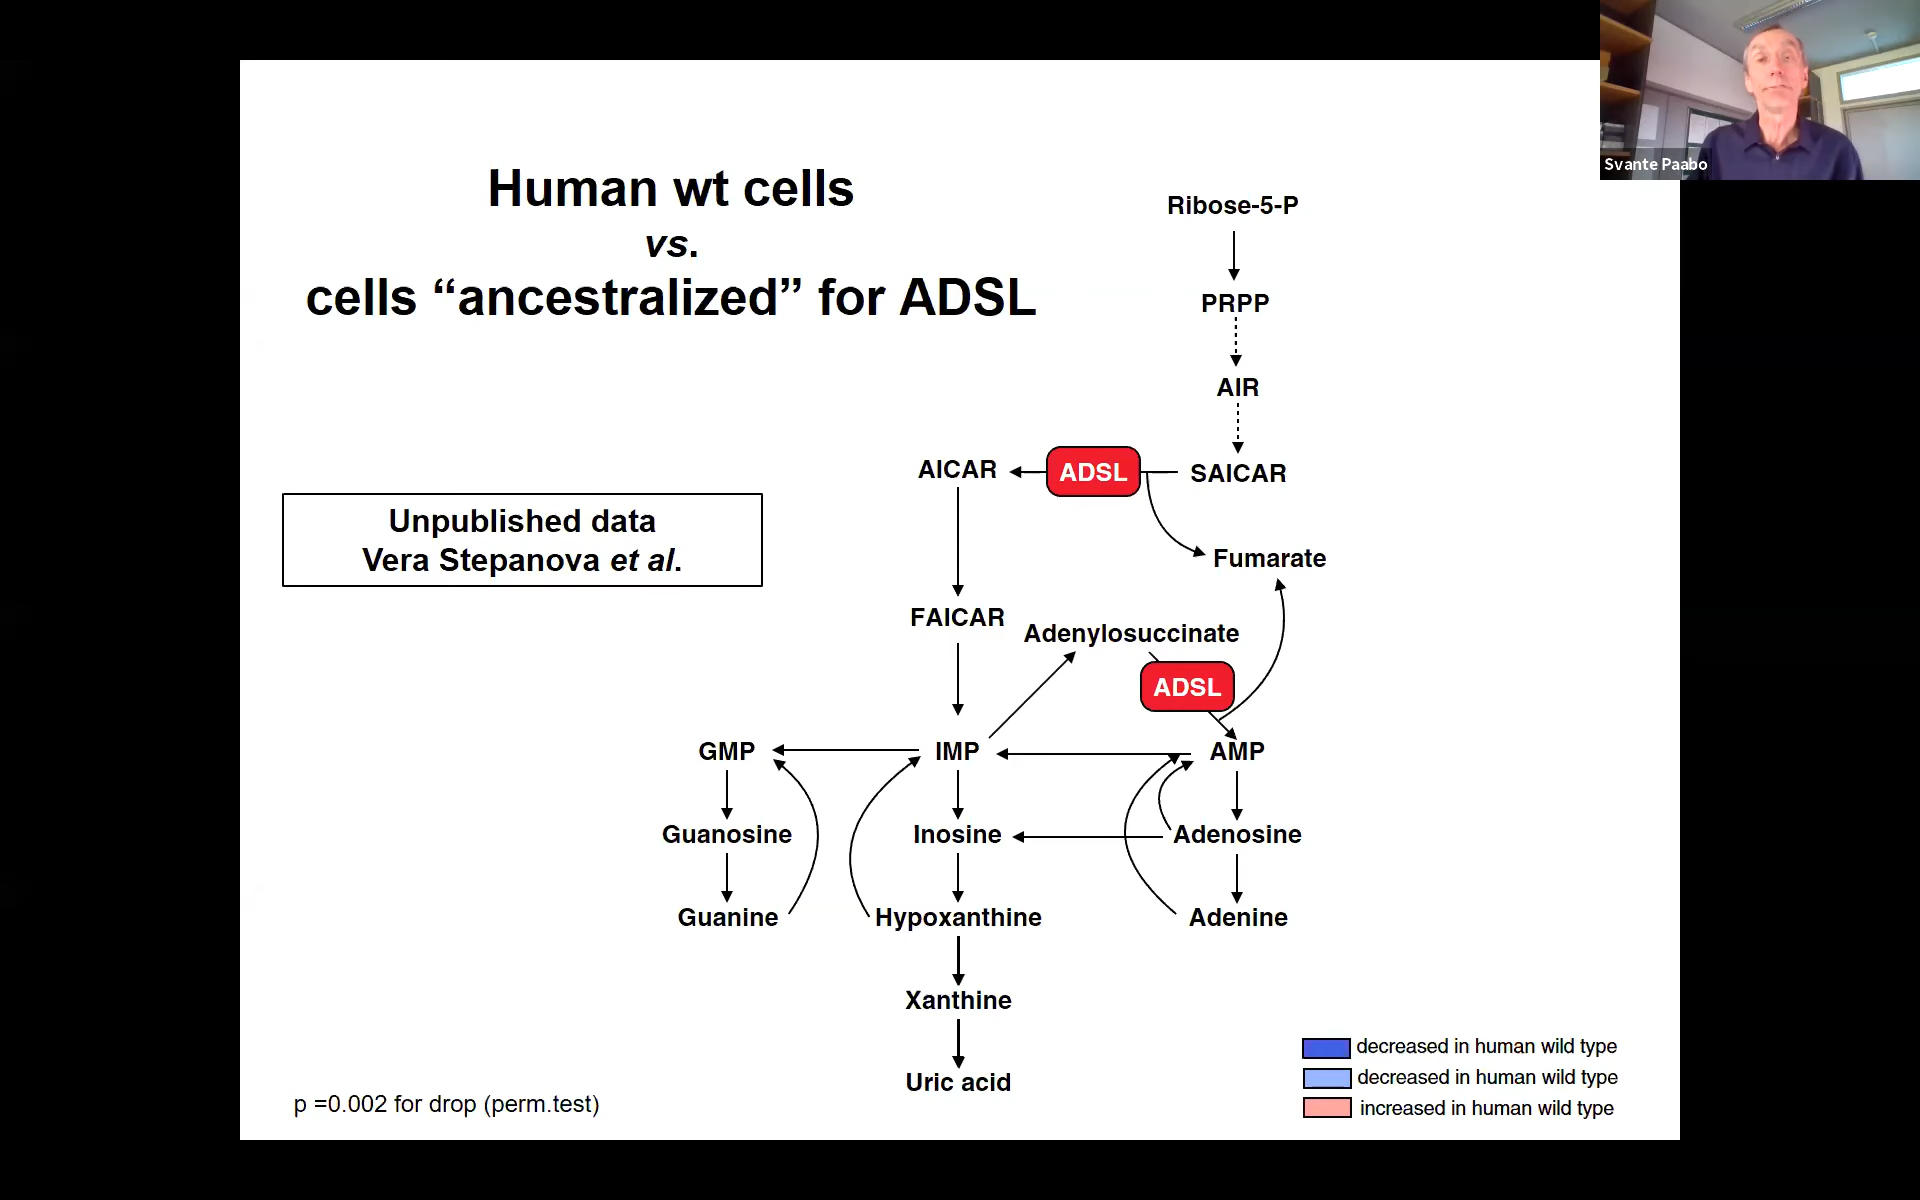 Svante Paabo
Human wt cells
vs.
cells “ancestralized” for ADSL
Unpublished data
Vera Stepanova et al.
Ribose-5-P
PRPP
AIR
AICAR
ADSL
SAICAR
Fumarate
FAICAR
Adenylosuccinate
ADSL
GMP
IMP
AMP
Guanosine
Inosine
Adenosine
Guanine
Hypoxanthine
Adenine
Xanthine
Uric acid
decreased in human wild type
decreased in human wild type
increased in human wild type
p =0.002 for drop (perm.test)